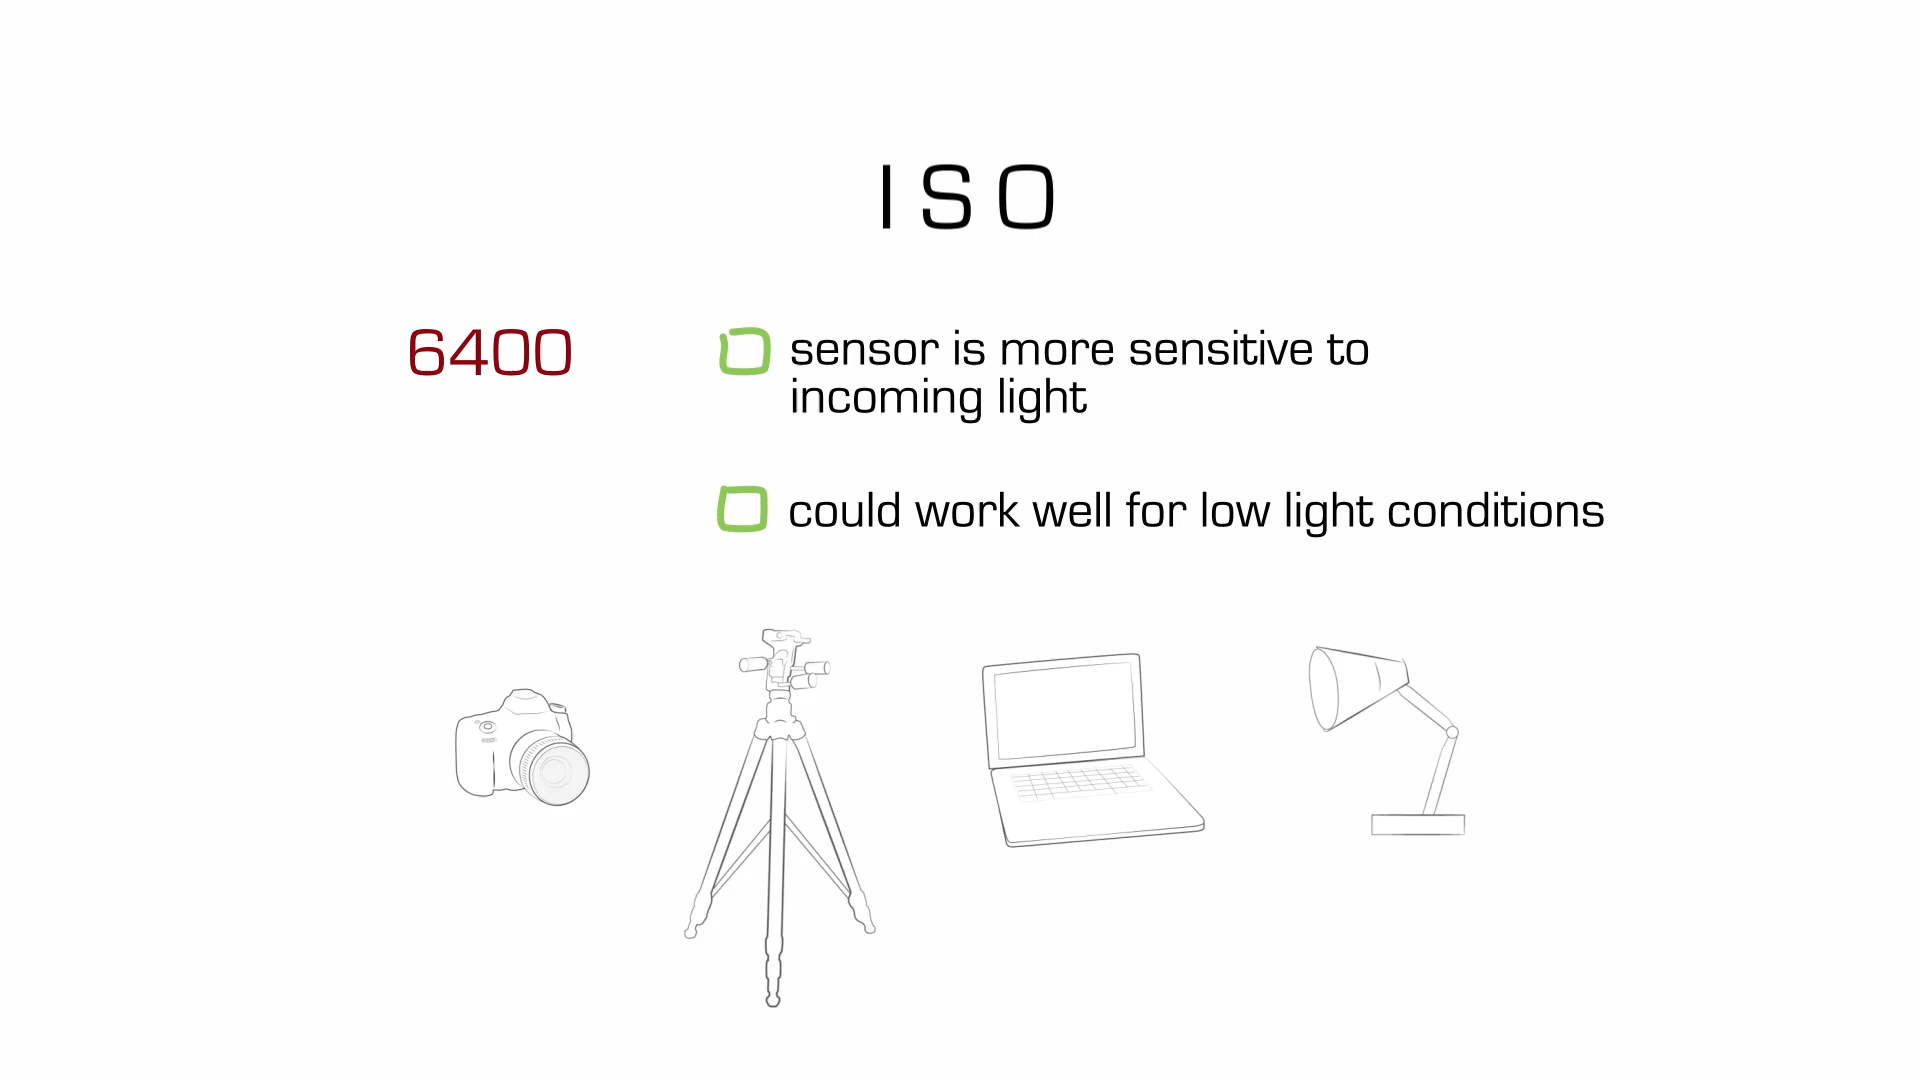 ISO
6400
sensor is more sensitive to
incoming light
could work well for low light conditions